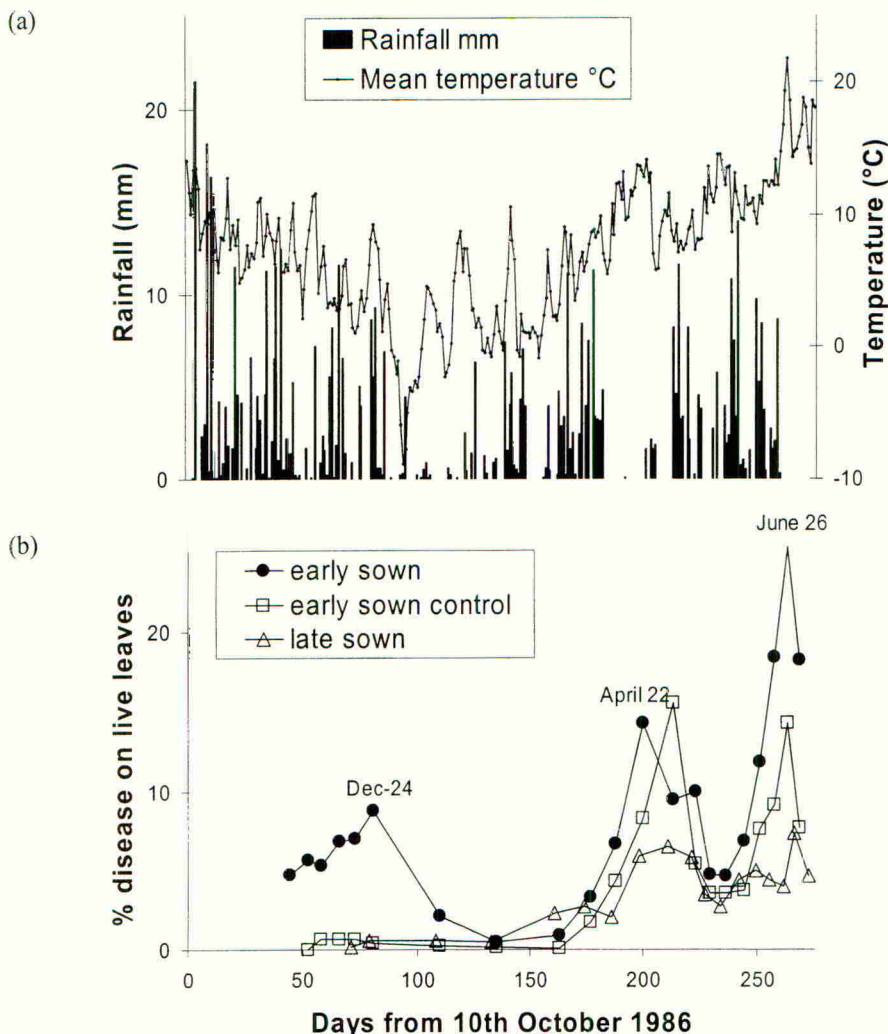 (a)
Rainfall mm
Mean temperature °C
20
10
0
Rainfall (mm)
20
10
0
-10
Temperature (°C)
(b)
June 26
early sown
early sown control
late sown
April 22
Dec-24
20
10
0
% disease on live leaves
0 50 100 150 200 250
Days from 10th October 1986